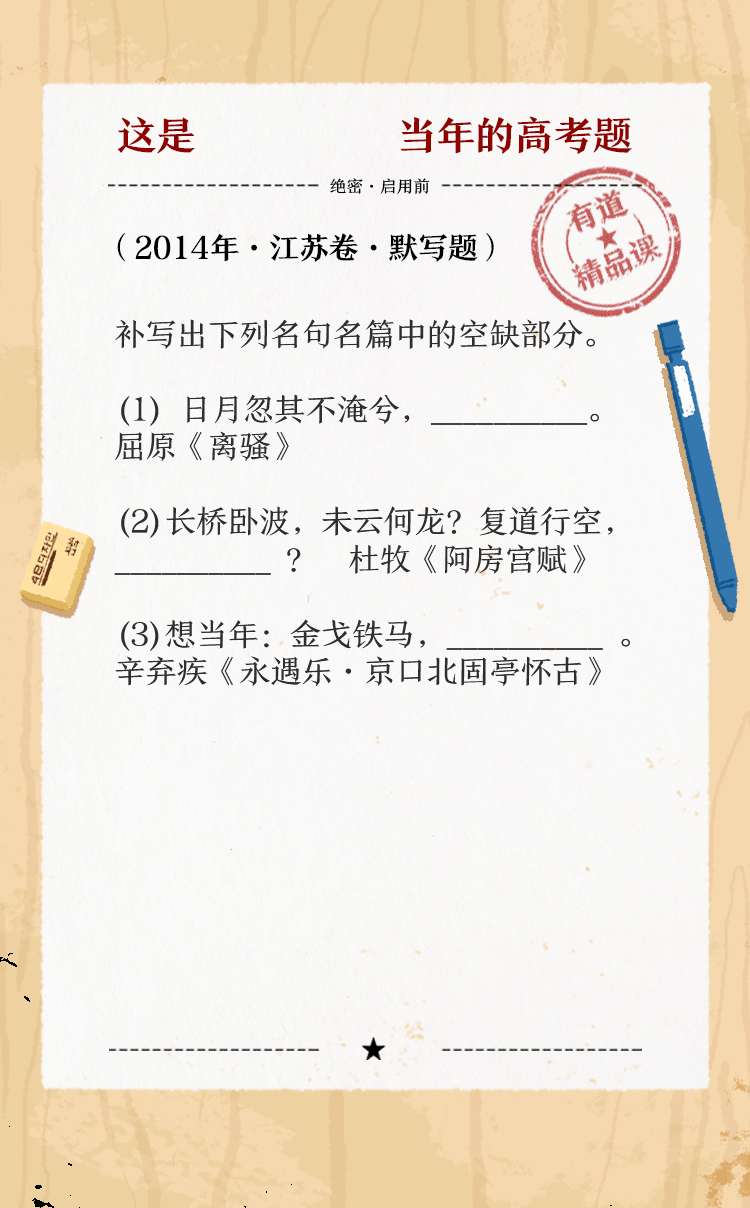 这是 当年的高考题
绝密·启用前
有道
精品课
（2014年·江苏卷·默写题）
补写出下列名句名篇中的空缺部分。
(1) 日月忽其不淹兮，__________。
屈原《离骚》
(2)长桥卧波，未云何龙？复道行空，
__________ ？ 杜牧《阿房宫赋》
(3)想当年：金戈铁马，__________ 。
辛弃疾《永遇乐·京口北固亭怀古》